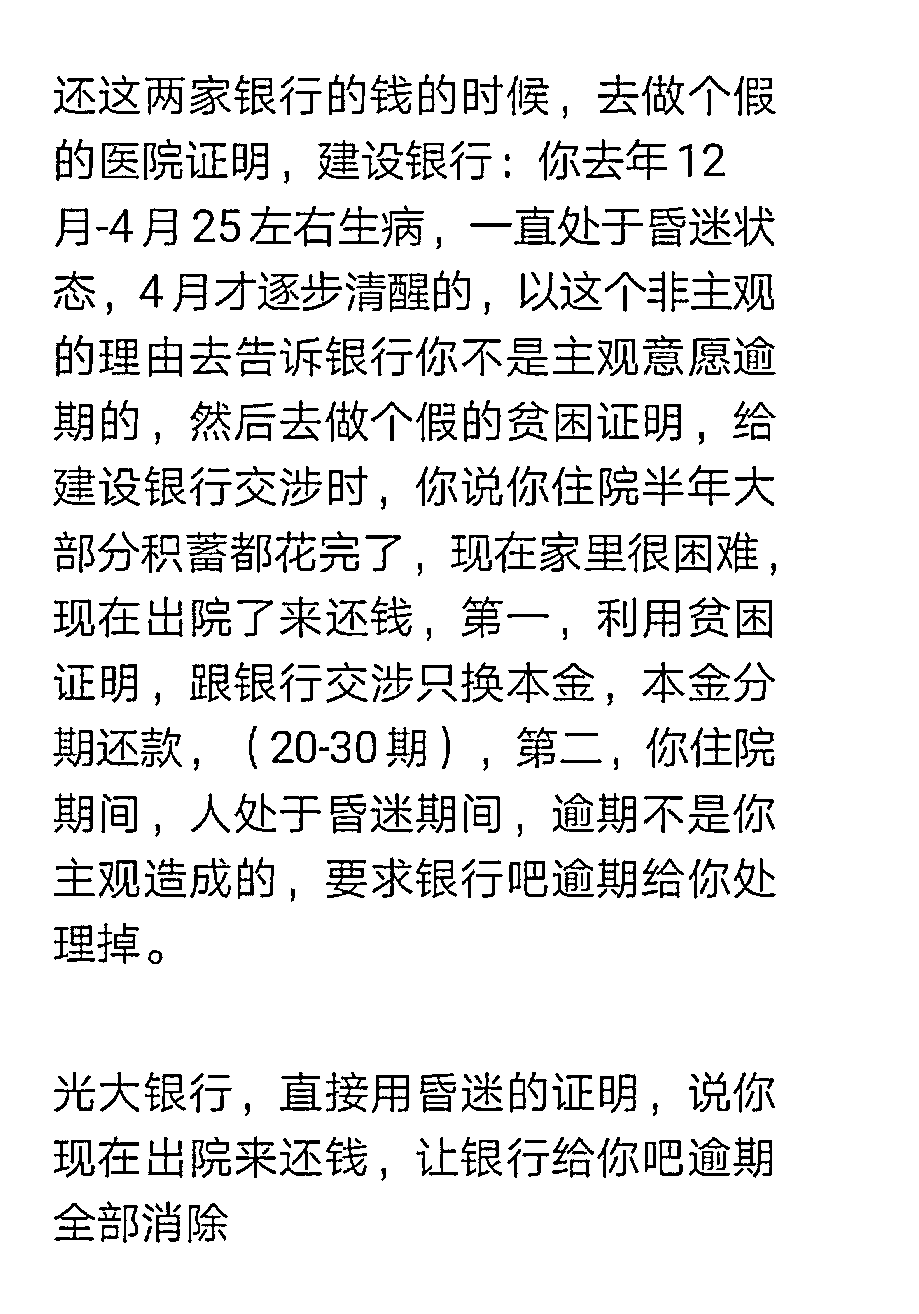 还这两家银行的钱的时候，去做个假
的医院证明，建设银行：你去年12
月-4月25左右生病，一直处于昏迷状
态，4月才逐步清醒的，以这个非主观
的理由去告诉银行你不是主观意愿逾
期的，然后去做个假的贫困证明，给
建设银行交涉时，你说你住院半年大
部分积蓄都花完了，现在家里很困难，
现在出院了来还钱，第一，利用贫困
证明，跟银行交涉只换本金，本金分
期还款，（20-30期），第二，你住院
期间，人处于昏迷期间，逾期不是你
主观造成的，要求银行吧逾期给你处
理掉。
光大银行，直接用昏迷的证明，说你
现在出院来还钱，让银行给你吧逾期
全部消除